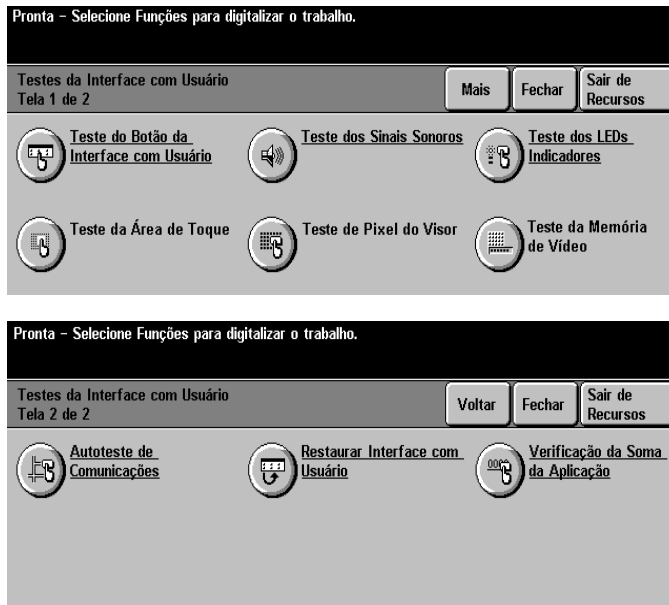 Pronta - Selecione Funções para digitalizar o trabalho.
Testes da Interface com Usuário
Tela 1 de 2
Mais
Fechar
Sair de
Recursos
Teste do Botão da
Interface com Usuário
Teste dos Sinais Sonoros
Teste dos LEDs
Indicadores
Teste da Área de Toque
Teste de Pixel do Visor
Teste da Memória
de Vídeo
Pronta - Selecione Funções para digitalizar o trabalho.
Testes da Interface com Usuário
Tela 2 de 2
Voltar
Fechar
Sair de
Recursos
Autoteste de
Comunicações
Restaurar Interface com
Usuário
Verificação da Soma
da Aplicação